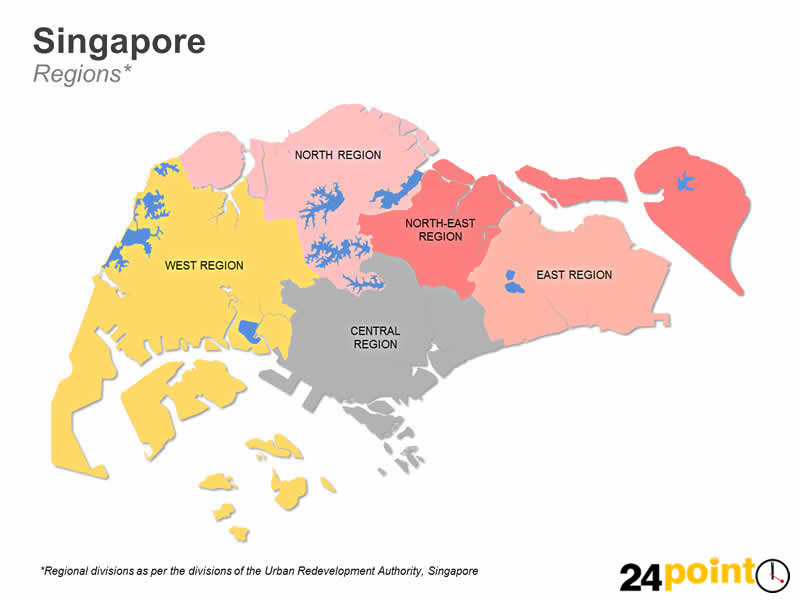 Singapore
Regions*
NORTH REGION
NORTH-EAST
REGION
WEST REGION
EAST REGION
CENTRAL
REGION
*Regional divisions as per the divisions of the Urban Redevelopment Authority, Singapore
24point